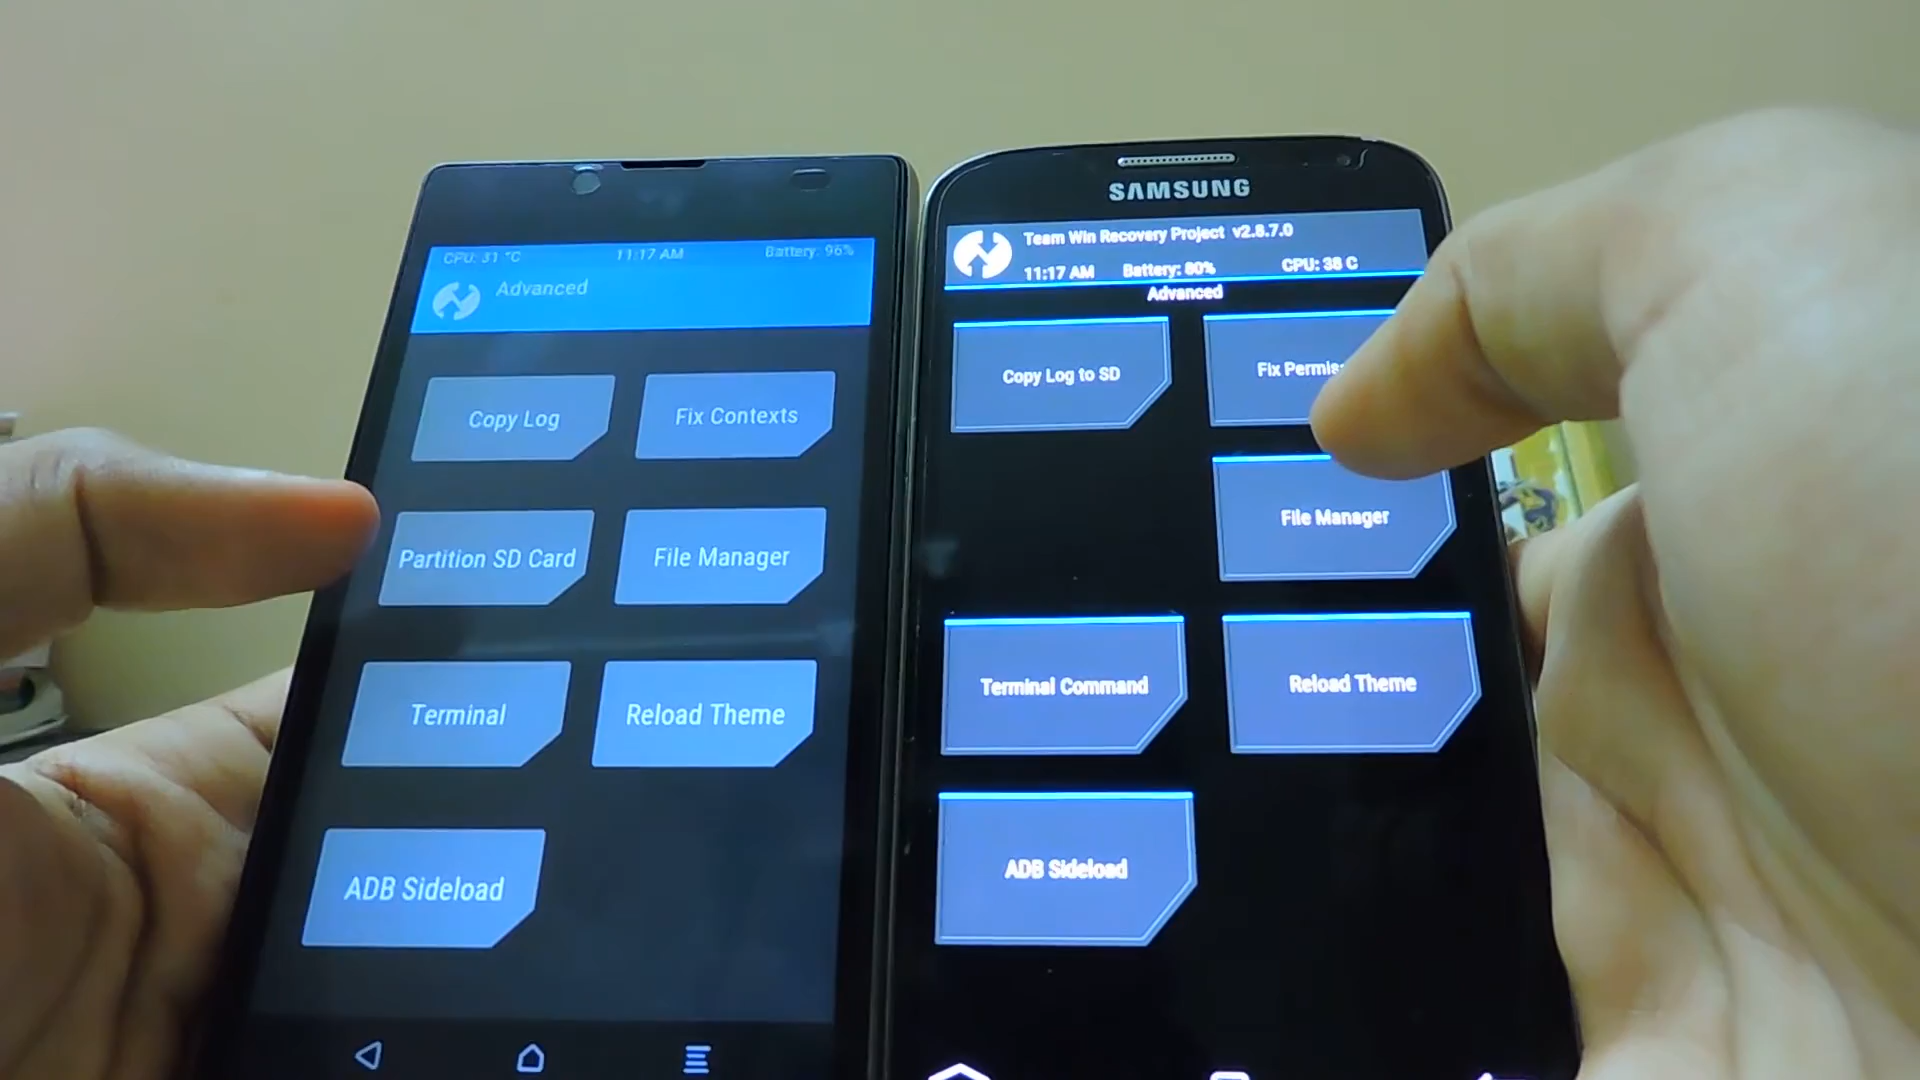 CPU: 31 °C 11:17 AM Battery: 96%
Advanced
Copy Log Fix Contexts
Partition SD Card File Manager
Terminal Reload Theme
ADB Sideload
SAMSUNG
Team Win Recovery Project v2.8.7.0
11:17 AM Battery: 80% CPU: 38 C
Advanced
Copy Log to SD Fix Permis
File Manager
Terminal Command Reload Theme
ADB Sideload